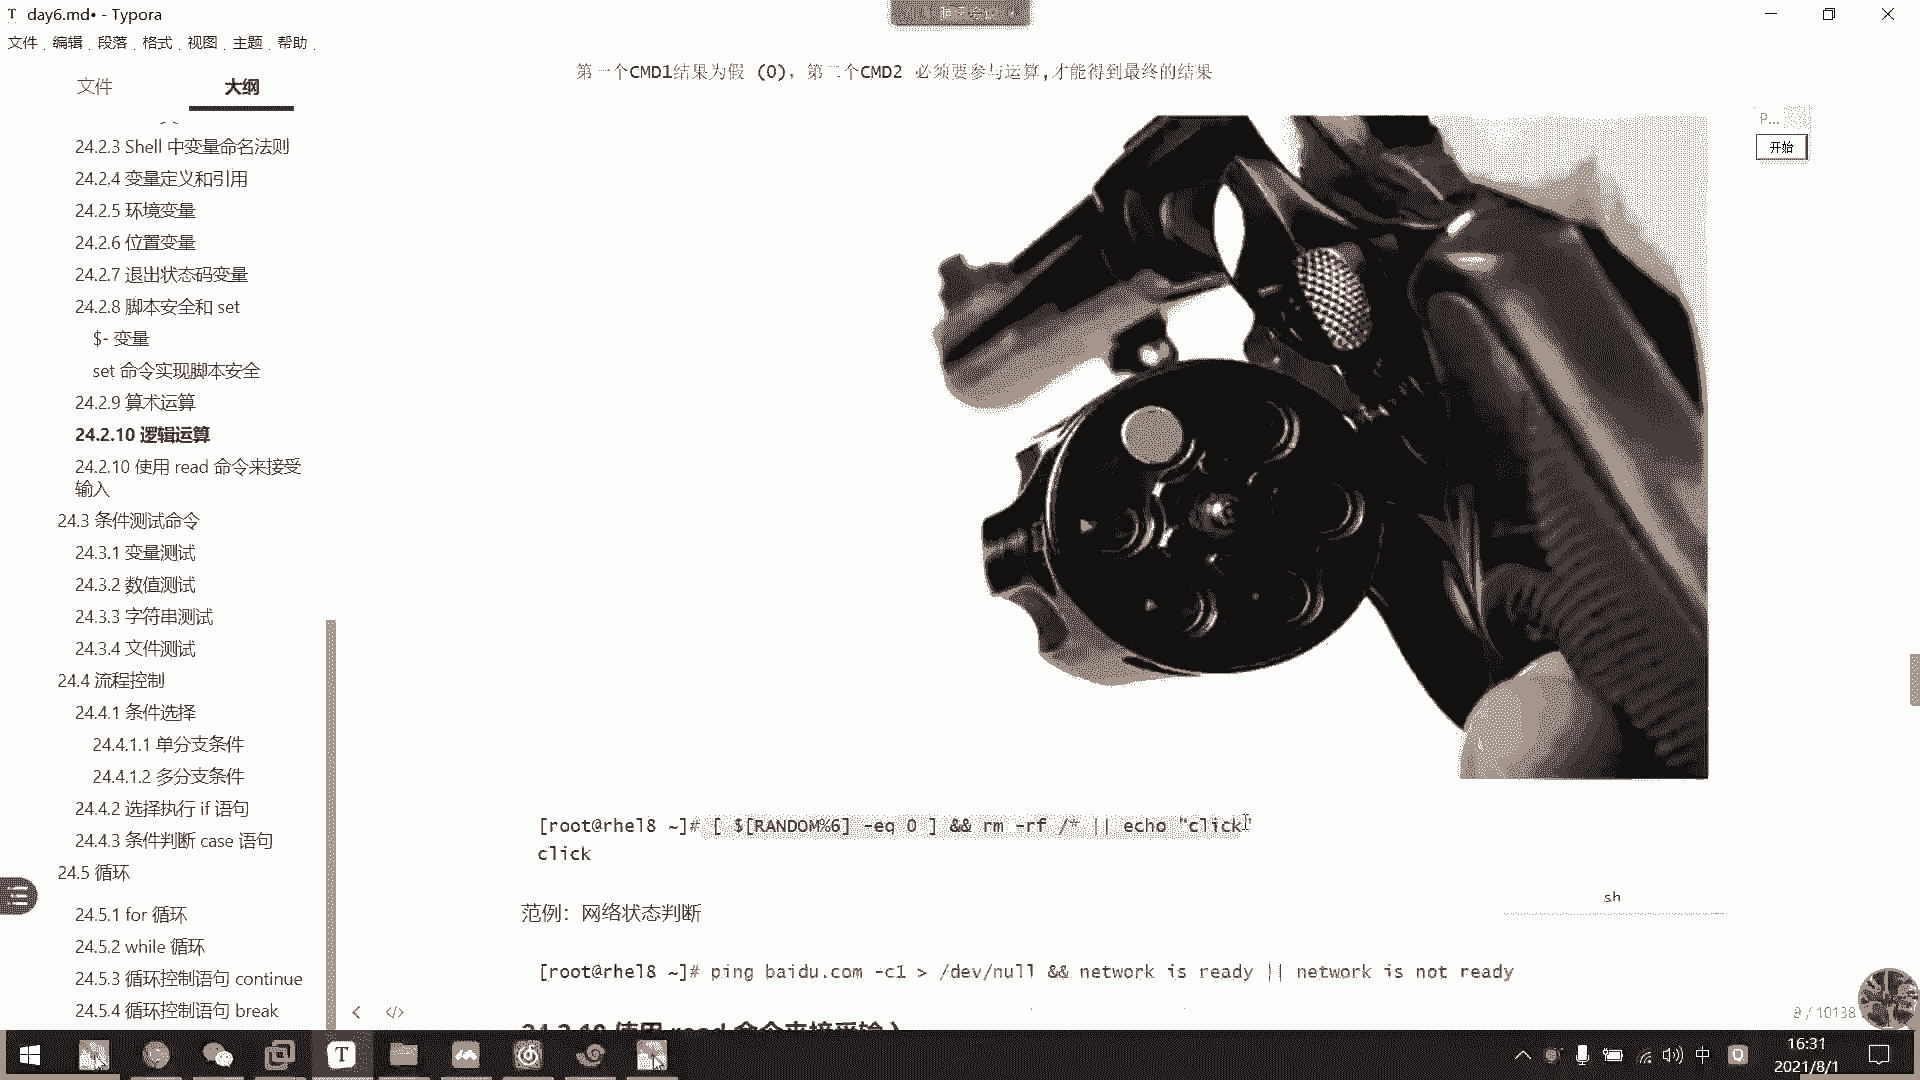 day6.md• - Typora
文件 编辑 段落 格式 视图 主题 帮助
文件 大纲
24.2.3 Shell 中变量命名法则
24.2.4 变量定义和引用
24.2.5 环境变量
24.2.6 位置变量
24.2.7 退出状态码变量
24.2.8 脚本安全和 set
$- 变量
set 命令实现脚本安全
24.2.9 算术运算
24.2.10 逻辑运算
24.2.10 使用 read 命令来接受
输入
24.3 条件测试命令
24.3.1 变量测试
24.3.2 数值测试
24.3.3 字符串测试
24.3.4 文件测试
24.4 流程控制
24.4.1 条件选择
24.4.1.1 单分支条件
24.4.1.2 多分支条件
24.4.2 选择执行 if 语句
24.4.3 条件判断 case 语句
24.5 循环
24.5.1 for 循环
24.5.2 while 循环
24.5.3 循环控制语句 continue
24.5.4 循环控制语句 break
第一个CMD1结果为假 (0), 第二个CMD2 必须要参与运算,才能得到最终的结果
P...
开始
[root@rhel8 ~]# [ $[RANDOM%6] -eq 0 ] && rm -rf /* || echo "click"
click
sh
范例：网络状态判断
[root@rhel8 ~]# ping baidu.com -c1 > /dev/null && network is ready || network is not ready
24.2.10 使用 read 命令来接受输入
/ 10138
中
16:31
2021/8/1